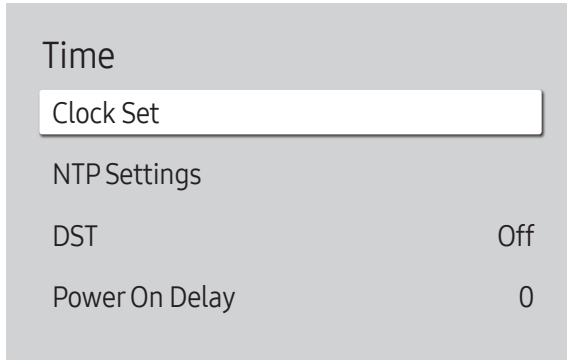 Time
Clock Set
NTP Settings
DST Off
Power On Delay 0